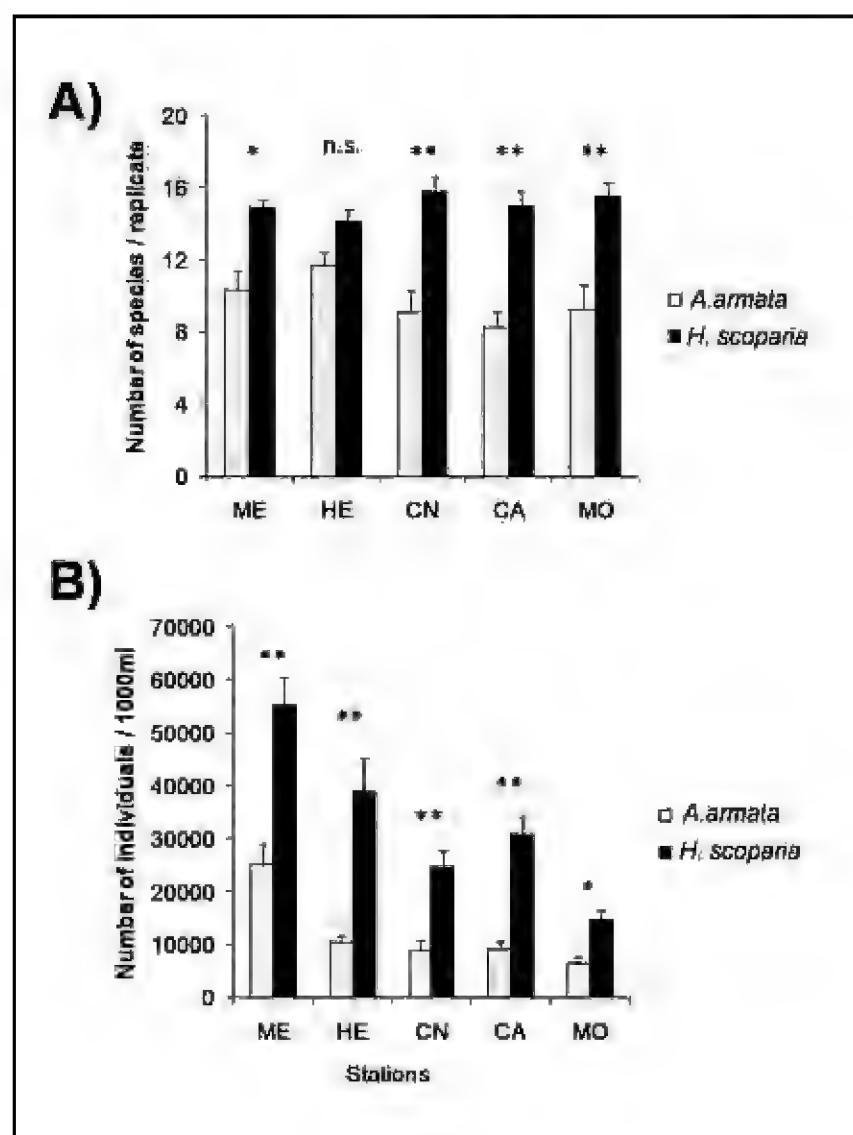 A)
Number of species / replicate
20
16
12
8
4
0
* n.s. ** ** **
ME HE CN CA MO
A.armata
H. scoparia
B)
Number of individuals / 1000ml
70000
60000
50000
40000
30000
20000
10000
0
** ** ** ** *
ME HE CN CA MO
Stations
A.armata
H. scoparia